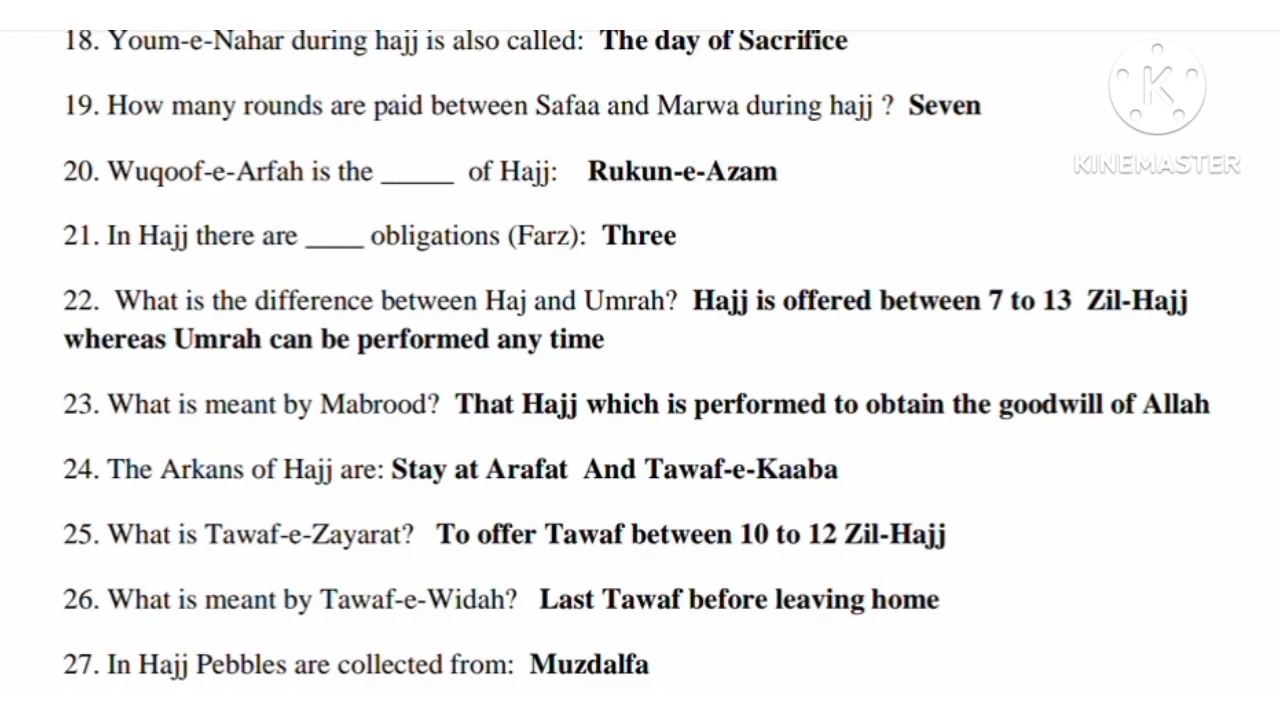 18. Youm-e-Nahar during hajj is also called: The day of Sacrifice
19. How many rounds are paid between Safaa and Marwa during hajj ? Seven
K
KINEMASTER
20. Wuqoof-e-Arfah is the _____ of Hajj: Rukun-e-Azam
21. In Hajj there are ____ obligations (Farz): Three
22. What is the difference between Haj and Umrah? Hajj is offered between 7 to 13 Zil-Hajj
whereas Umrah can be performed any time
23. What is meant by Mabrood? That Hajj which is performed to obtain the goodwill of Allah
24. The Arkans of Hajj are: Stay at Arafat And Tawaf-e-Kaaba
25. What is Tawaf-e-Zayarat? To offer Tawaf between 10 to 12 Zil-Hajj
26. What is meant by Tawaf-e-Widah? Last Tawaf before leaving home
27. In Hajj Pebbles are collected from: Muzdalfa